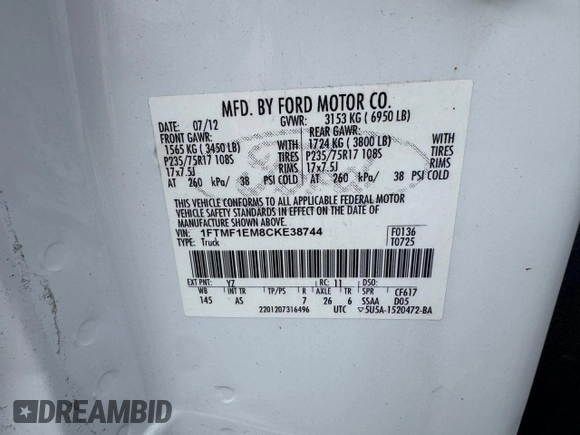 MFD. BY FORD MOTOR CO.
DATE: 07/12 GVWR: 3153 KG ( 6950 LB)
FRONT GAWR: REAR GAWR:
1565 KG ( 3450 LB) WITH 1724 KG ( 3800 LB) WITH
P235/75R17 108S TIRES P235/75R17 108S TIRES
17x7.5J RIMS 17x7.5J RIMS
AT 260 kPa/ 38 PSI COLD AT 260 kPa/ 38 PSI COLD
THIS VEHICLE CONFORMS TO ALL APPLICABLE FEDERAL MOTOR
VEHICLE SAFETY STANDARDS IN EFFECT ON THE DATE OF
MANUFACTURE SHOWN ABOVE.
VIN: 1FTMF1EM8CKE38744 F0136
TYPE: Truck T0725
EXT PNT: YZ RC: 11 DSO:
WB INT TR TP/PS R AXLE TR SPR CF617
145 AS 7 26 6 SSAA D05
2201207316496 UTC ▽5U5A-1520472-BA
Ford
DREAMBID